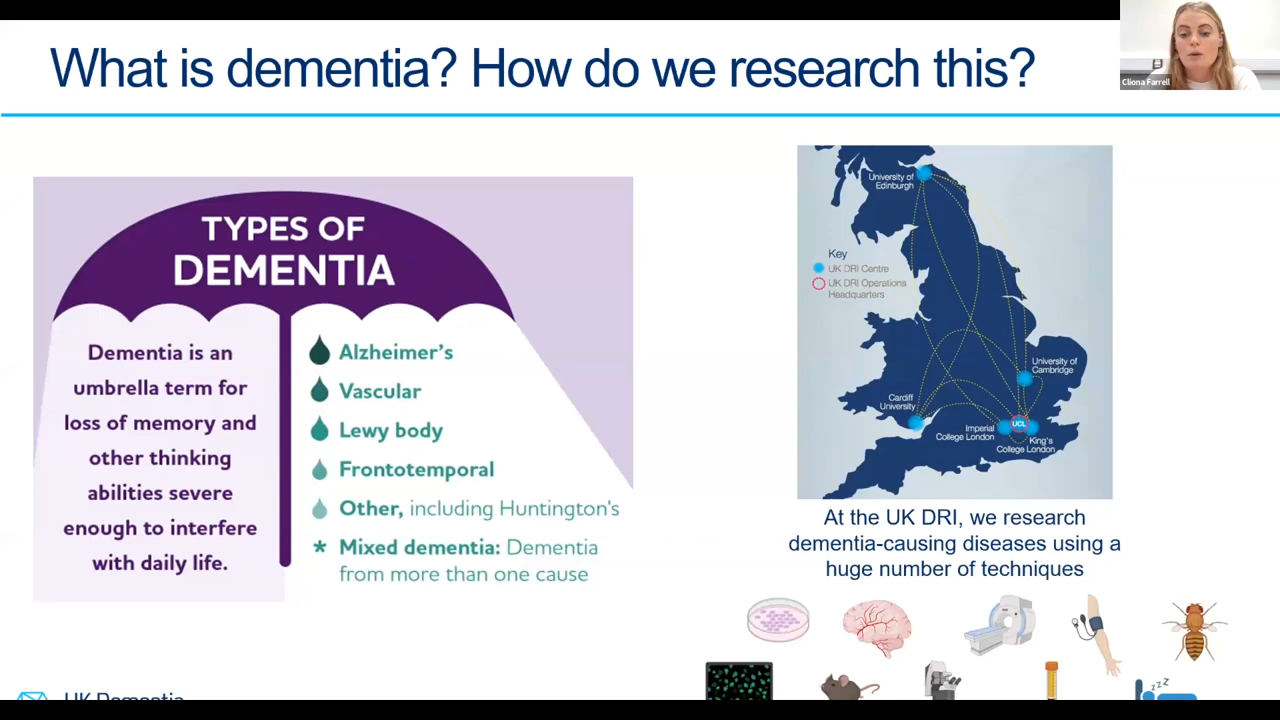 What is dementia? How do we research this?
Cliona Farrell
TYPES OF
DEMENTIA
Dementia is an
umbrella term for
loss of memory and
other thinking
abilities severe
enough to interfere
with daily life.
Alzheimer's
Vascular
Lewy body
Frontotemporal
Other, including Huntington's
* Mixed dementia: Dementia
from more than one cause
University of
Edinburgh
Key
UK DRI Centre
UK DRI Operations
Headquarters
University of
Cambridge
Cardiff
University
Imperial
College London
UCL
King's
College London
At the UK DRI, we research
dementia-causing diseases using a
huge number of techniques
zzz
UK Dementia